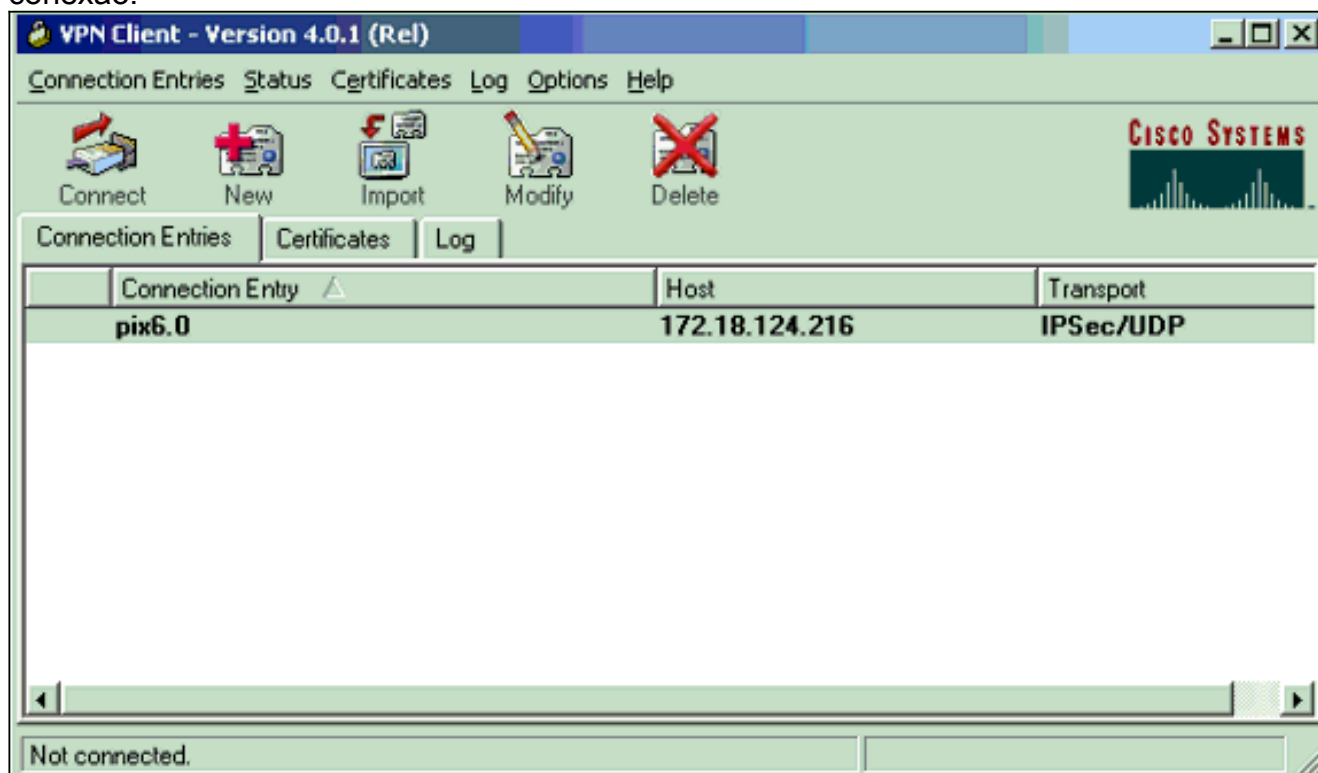 conexão.
VPN Client - Version 4.0.1 (Rel)
Connection Entries Status Certificates Log Options Help
CISCO SYSTEMS
Connect New Import Modify Delete
Connection Entries Certificates Log
Connection Entry Host Transport
pix6.0 172.18.124.216 IPSec/UDP
Not connected.